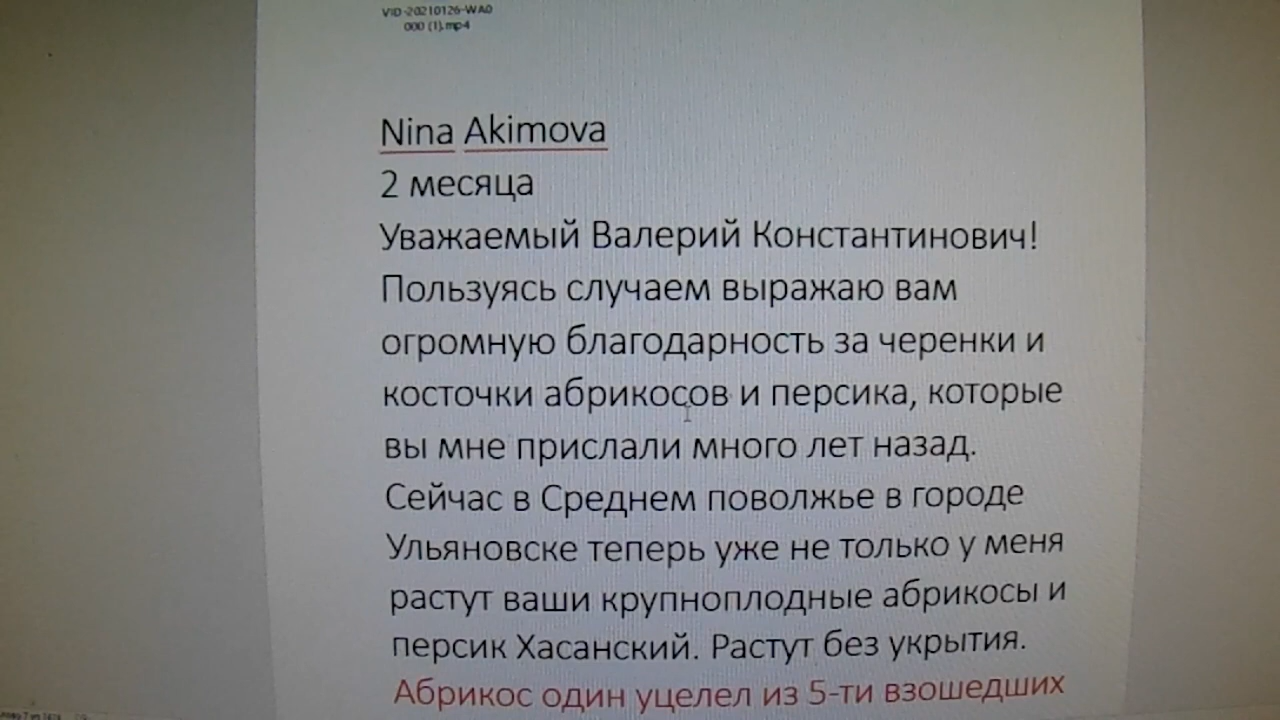 VID-20210126-WA0
000 (1).mp4
Nina Akimova
2 месяца
Уважаемый Валерий Константинович!
Пользуясь случаем выражаю вам
огромную благодарность за черенки и
косточки абрикосов и персика, которые
вы мне прислали много лет назад.
Сейчас в Среднем поволжье в городе
Ульяновске теперь уже не только у меня
растут ваши крупноплодные абрикосы и
персик Хасанский. Растут без укрытия.
Абрикос один уцелел из 5-ти взошедших